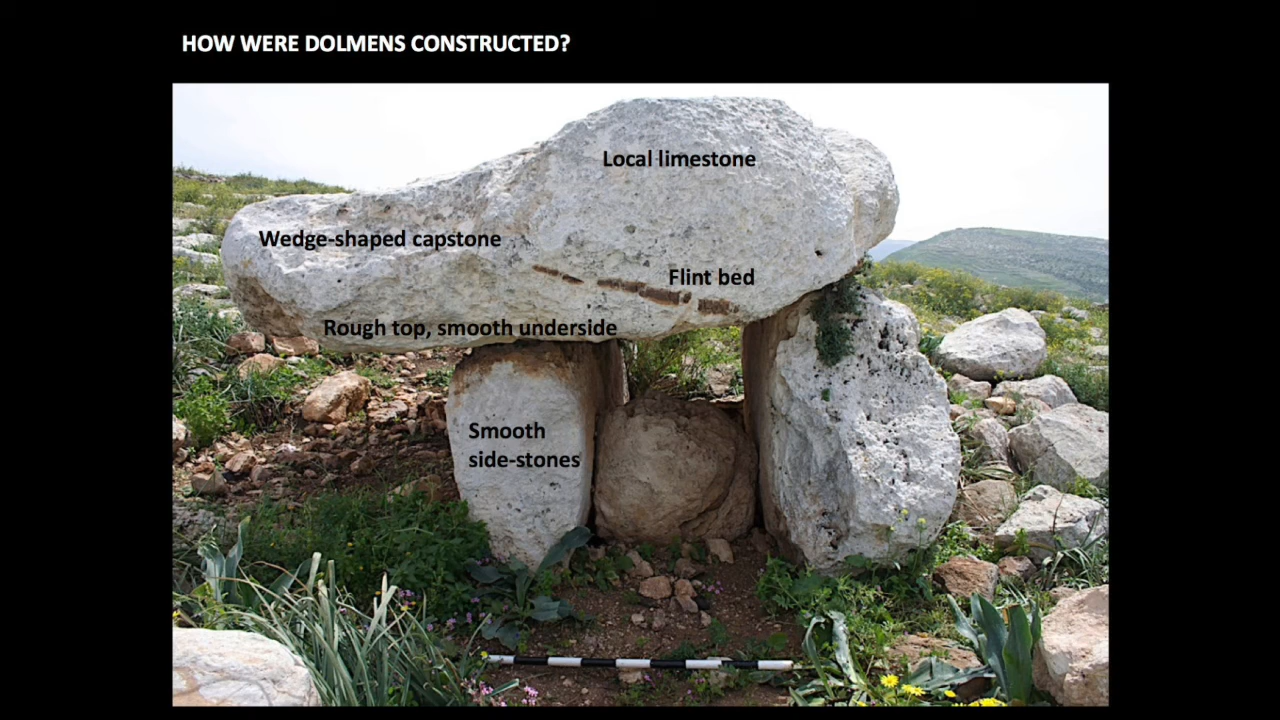 HOW WERE DOLMENS CONSTRUCTED?
Local limestone
Wedge-shaped capstone
Flint bed
Rough top, smooth underside
Smooth
side-stones